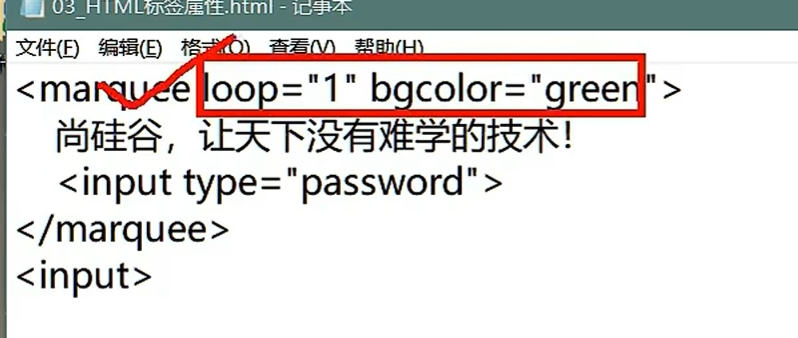 03_HTML标签属性.html - 记事本
文件(F) 编辑(E) 格式(O) 查看(V) 帮助(H)
<marquee loop="1" bgcolor="green">
尚硅谷，让天下没有难学的技术！
<input type="password">
</marquee>
<input>